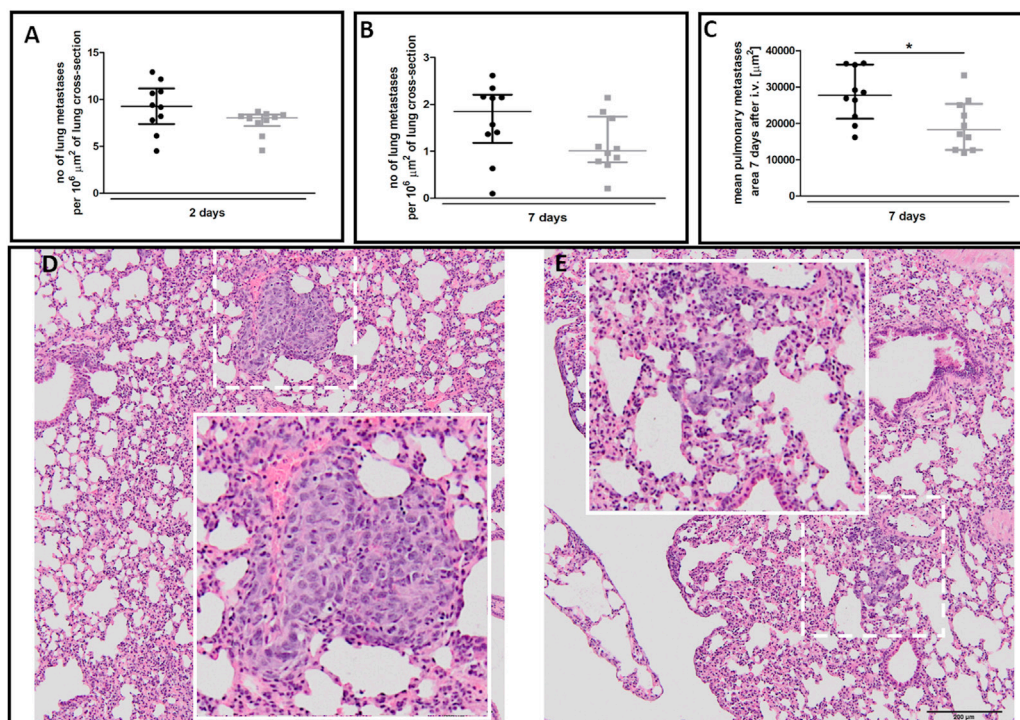 A
no of lung metastases
per 10⁶ μm² of lung cross-section
15
10
5
0
2 days
B
no of lung metastases
per 10⁶ μm² of lung cross-section
3
2
1
0
7 days
C
mean pulmonary metastases
area 7 days after i.v. [μm²]
40000
30000
20000
10000
0
*
7 days
D
E
200 μm